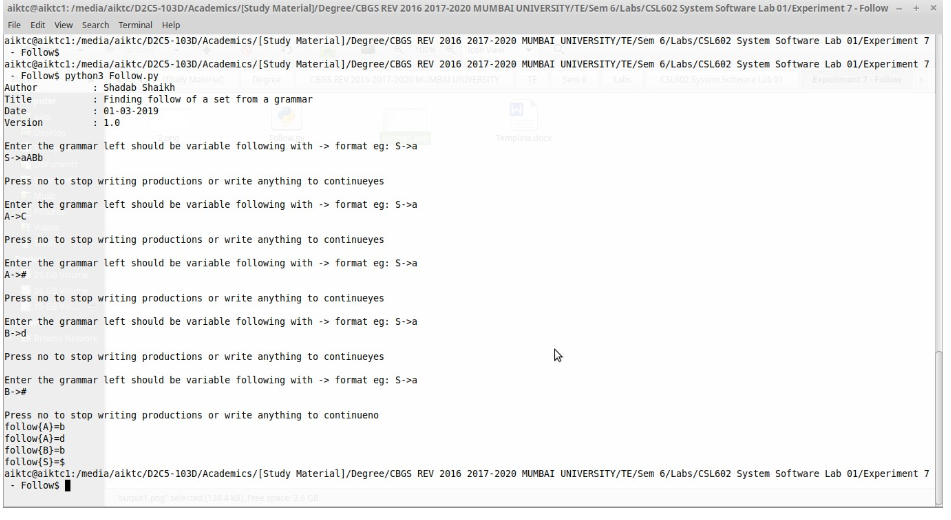 aiktc@aiktc1: /media/aiktc/D2C5-103D/Academics/[Study Material]/Degree/CBGS REV 2016 2017-2020 MUMBAI UNIVERSITY/TE/Sem 6/Labs/CSL602 System Software Lab 01/Experiment 7 - Follow
File Edit View Search Terminal Help
aiktc@aiktc1:/media/aiktc/D2C5-103D/Academics/[Study Material]/Degree/CBGS REV 2016 2017-2020 MUMBAI UNIVERSITY/TE/Sem 6/Labs/CSL602 System Software Lab 01/Experiment 7
- Follow$
aiktc@aiktc1:/media/aiktc/D2C5-103D/Academics/[Study Material]/Degree/CBGS REV 2016 2017-2020 MUMBAI UNIVERSITY/TE/Sem 6/Labs/CSL602 System Software Lab 01/Experiment 7
- Follow$ python3 Follow.py
Author : Shadab Shaikh
Title : Finding follow of a set from a grammar
Date : 01-03-2019
Version : 1.0
Enter the grammar left should be variable following with -> format eg: S->a
S->aABb
Press no to stop writing productions or write anything to continueyes
Enter the grammar left should be variable following with -> format eg: S->a
A->C
Press no to stop writing productions or write anything to continueyes
Enter the grammar left should be variable following with -> format eg: S->a
A->#
Press no to stop writing productions or write anything to continueyes
Enter the grammar left should be variable following with -> format eg: S->a
B->d
Press no to stop writing productions or write anything to continueyes
Enter the grammar left should be variable following with -> format eg: S->a
B->#
Press no to stop writing productions or write anything to continueno
follow{A}=b
follow{A}=d
follow{B}=b
follow{S}=$
aiktc@aiktc1:/media/aiktc/D2C5-103D/Academics/[Study Material]/Degree/CBGS REV 2016 2017-2020 MUMBAI UNIVERSITY/TE/Sem 6/Labs/CSL602 System Software Lab 01/Experiment 7
- Follow$
"output1.png" selected (138.4 kB), Free space: 3.6 GB